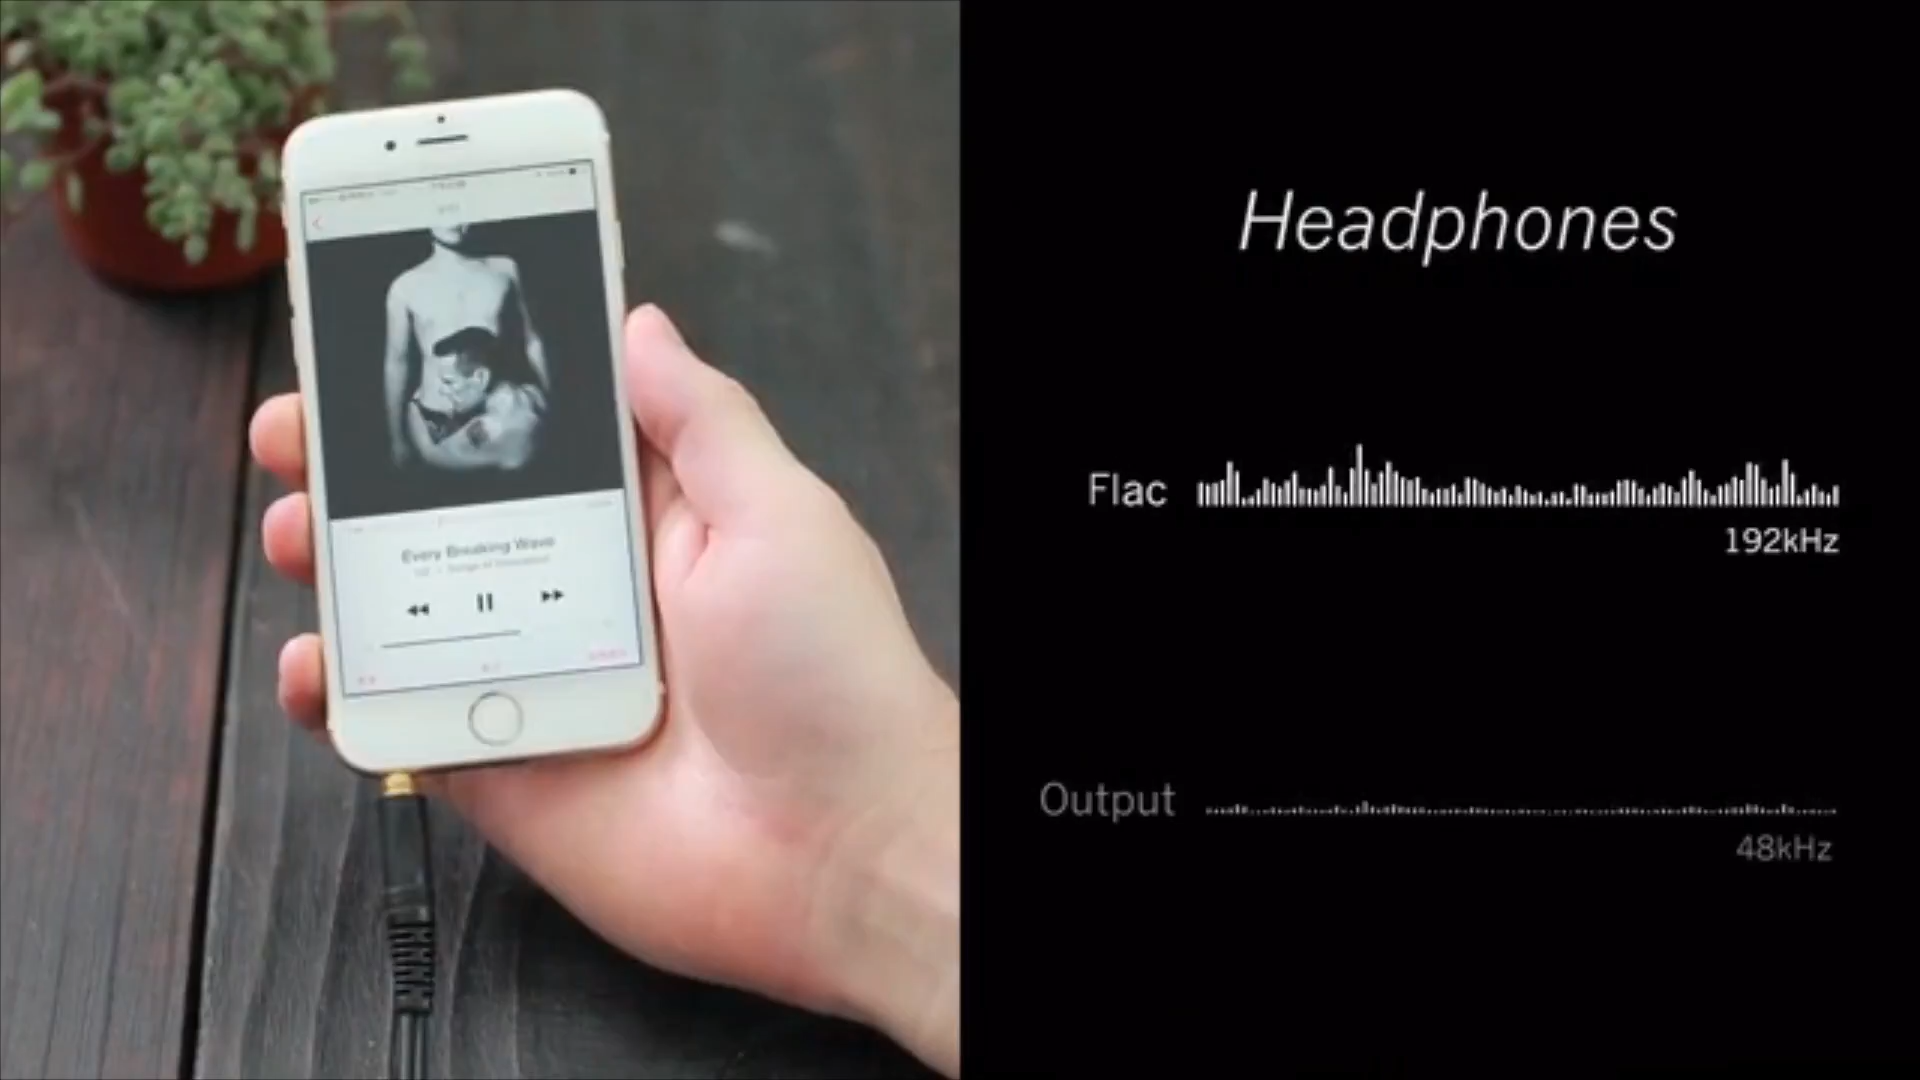 Every Breaking Wave
Headphones
Flac
192kHz
Output
48kHz